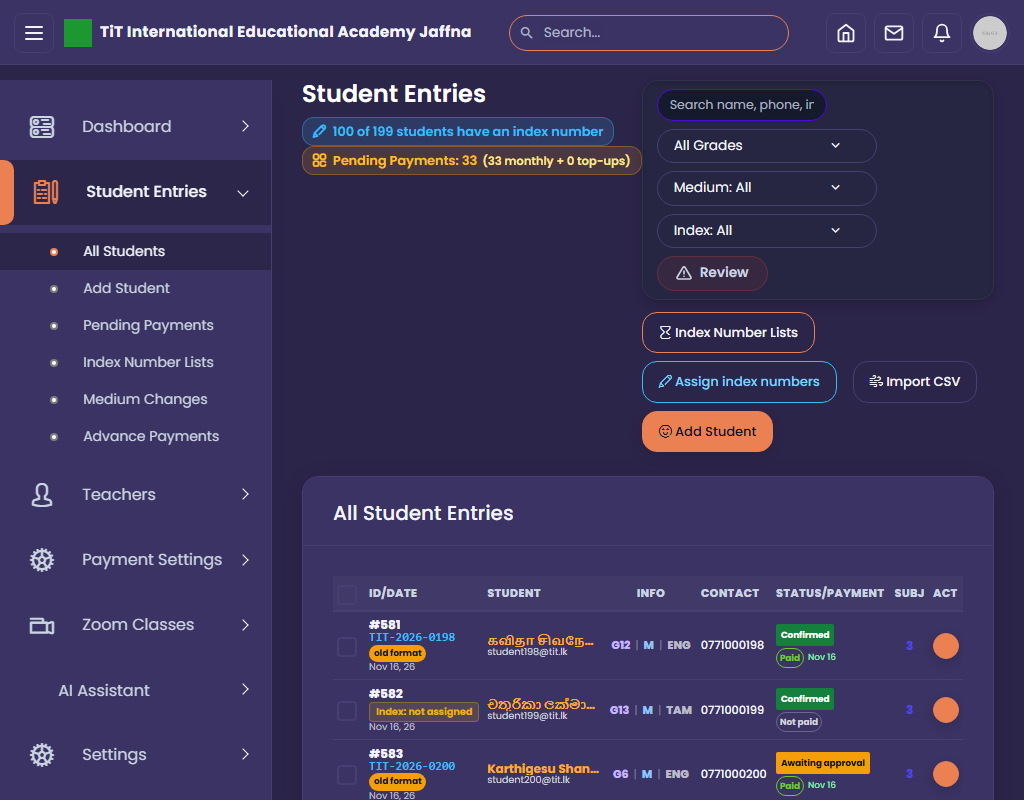 TiT International Educational Academy Jaffna
Search...
Dashboard
Student Entries
All Students
Add Student
Pending Payments
Index Number Lists
Medium Changes
Advance Payments
Teachers
Payment Settings
Zoom Classes
AI Assistant
Settings
Student Entries
100 of 199 students have an index number
Pending Payments: 33 (33 monthly + 0 top-ups)
Search name, phone, ir
All Grades
Medium: All
Index: All
Review
Index Number Lists
Assign index numbers
Import CSV
Add Student
All Student Entries
ID/DATE STUDENT INFO CONTACT STATUS/PAYMENT SUBJ ACT
#581
TIT-2026-0198
old format
Nov 16, 26
கவிதா சிவநே...
student198@tit.lk
G12 | M | ENG
0771000198
Confirmed
Paid Nov 16
3
#582
Index: not assigned
Nov 16, 26
චතුරිකා ජේමා...
student199@tit.lk
G13 | M | TAM
0771000199
Confirmed
Not paid
3
#583
TIT-2026-0200
old format
Nov 16, 26
Karthigesu Shan...
student200@tit.lk
G6 | M | ENG
0771000200
Awaiting approval
Paid Nov 16
3